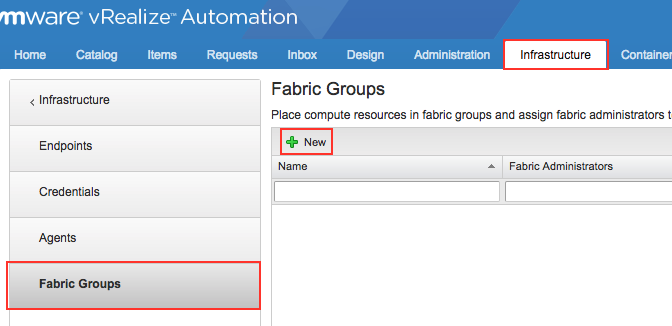 vmware® vRealize™ Automation
Home Catalog Items Requests Inbox Design Administration Infrastructure Container
Infrastructure
Endpoints
Credentials
Agents
Fabric Groups
Fabric Groups
Place compute resources in fabric groups and assign fabric administrators t
New
Name Fabric Administrators